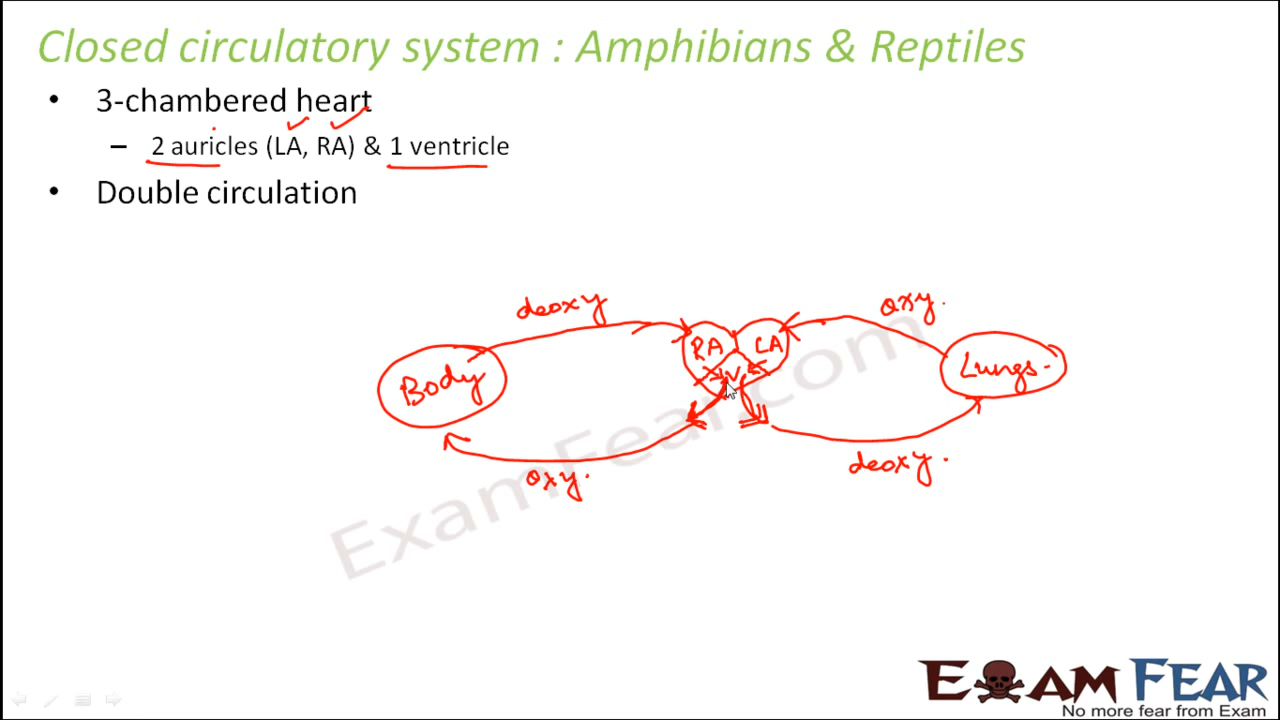 Closed circulatory system : Amphibians & Reptiles
• 3-chambered heart
– 2 auricles (LA, RA) & 1 ventricle
• Double circulation
deoxy
oxy.
RA
LA
V
Body
Lungs.
oxy.
deoxy.
ExamFear.com
EXAM FEAR
No more fear from Exam